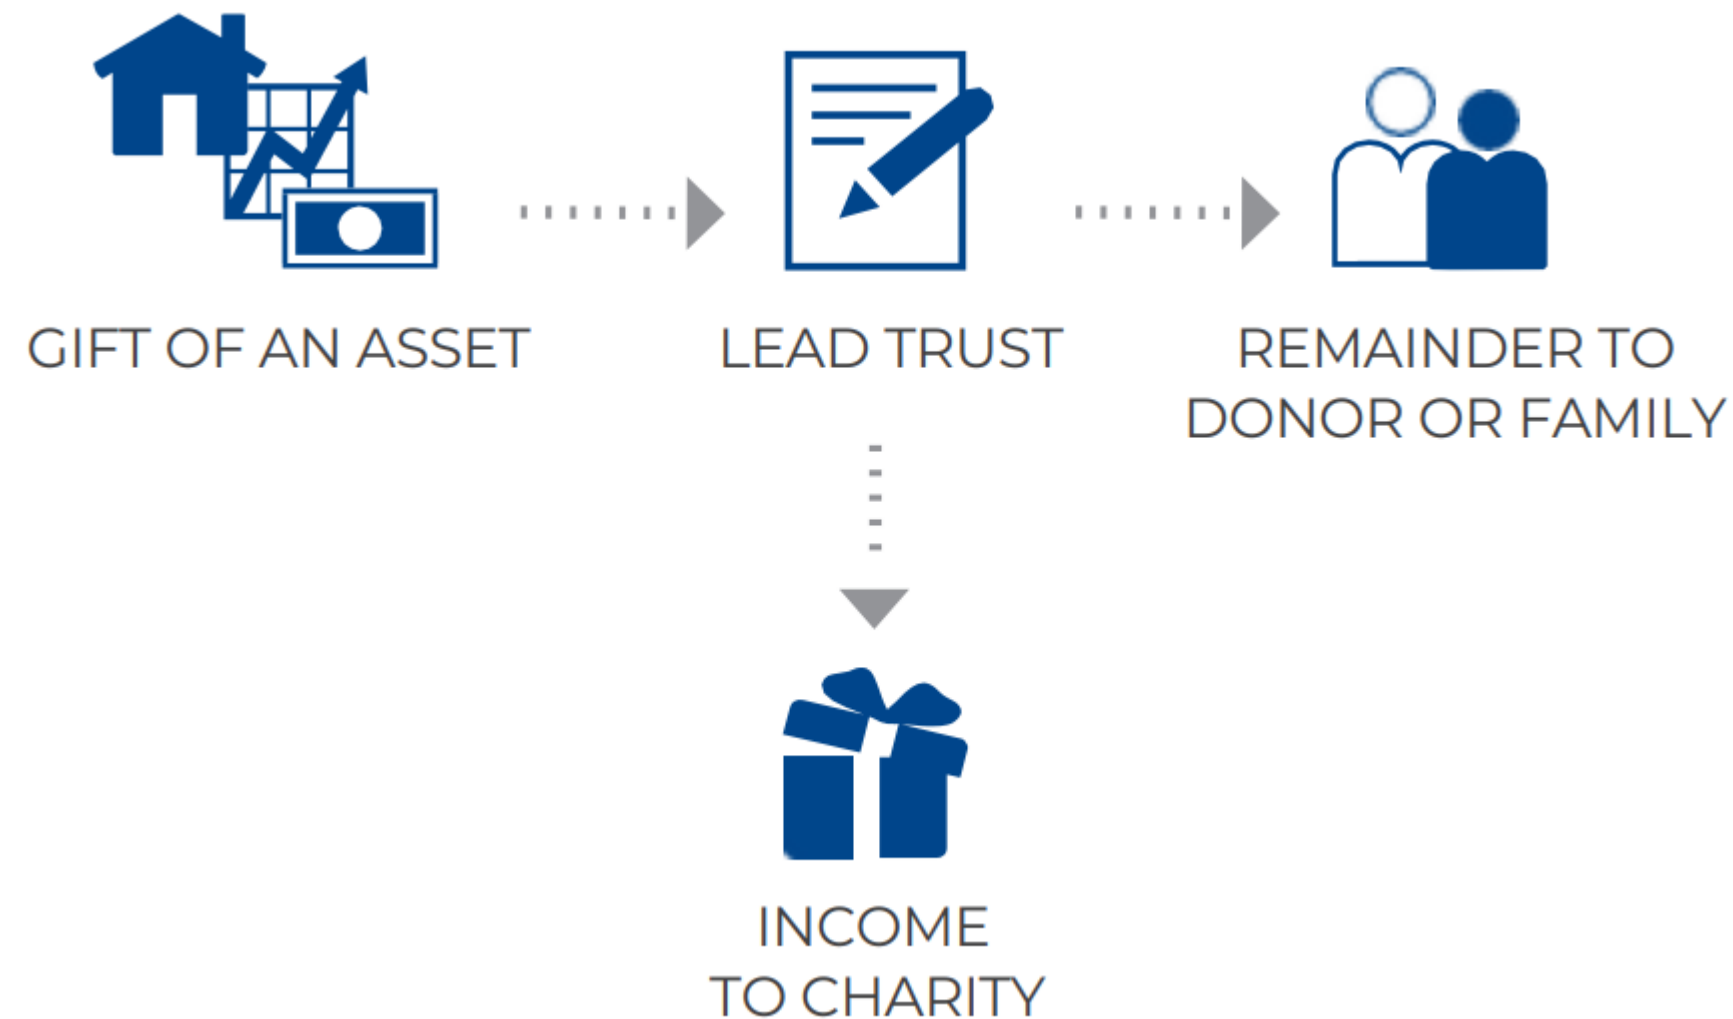 GIFT OF AN ASSET
LEAD TRUST
REMAINDER TO
DONOR OR FAMILY
INCOME
TO CHARITY